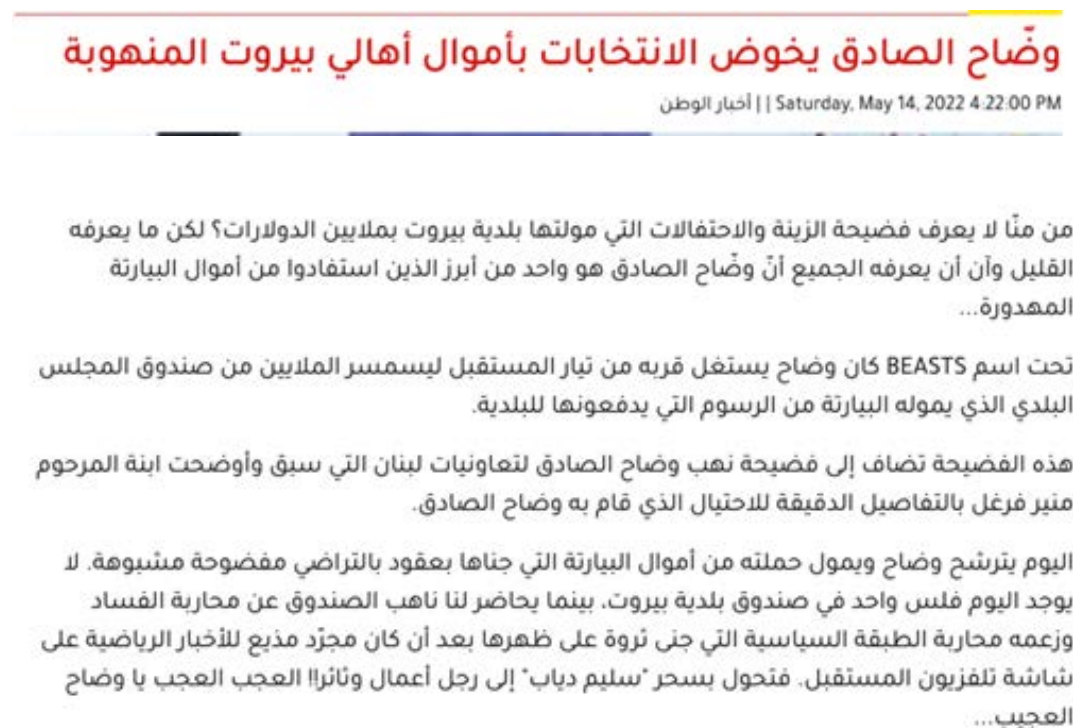 وضّاح الصادق يخوض الانتخابات بأموال أهالي بيروت المنهوبة
Saturday, May 14, 2022 4:22:00 PM | | أخبار الوطن
من منّا لا يعرف فضيحة الزينة والاحتفالات التي مولتها بلدية بيروت بملايين الدولارات؟ لكن ما يعرفه
القليل وآن أن يعرفه الجميع أنّ وضّاح الصادق هو واحد من أبرز الذين استفادوا من أموال البيارتة
المهدورة...
تحت اسم BEASTS كان وضاح يستغل قربه من تيار المستقبل ليسمسر الملايين من صندوق المجلس
البلدي الذي يموله البيارتة من الرسوم التي يدفعونها للبلدية.
هذه الفضيحة تضاف إلى فضيحة نهب وضاح الصادق لتعاونيات لبنان التي سبق وأوضحت ابنة المرحوم
منير فرغل بالتفاصيل الدقيقة للاحتيال الذي قام به وضاح الصادق.
اليوم يترشح وضاح ويمول حملته من أموال البيارتة التي جناها بعقود بالتراضي مفضوحة مشبوهة. لا
يوجد اليوم فلس واحد في صندوق بلدية بيروت، بينما يحاضر لنا ناهب الصندوق عن محاربة الفساد
وزعمه محاربة الطبقة السياسية التي جنى ثروة على ظهرها بعد أن كان مجرّد مذيع للأخبار الرياضية على
شاشة تلفزيون المستقبل. فتحول بسحر "سليم دياب" إلى رجل أعمال وثائر!! العجب العجب يا وضاح
العجيب...